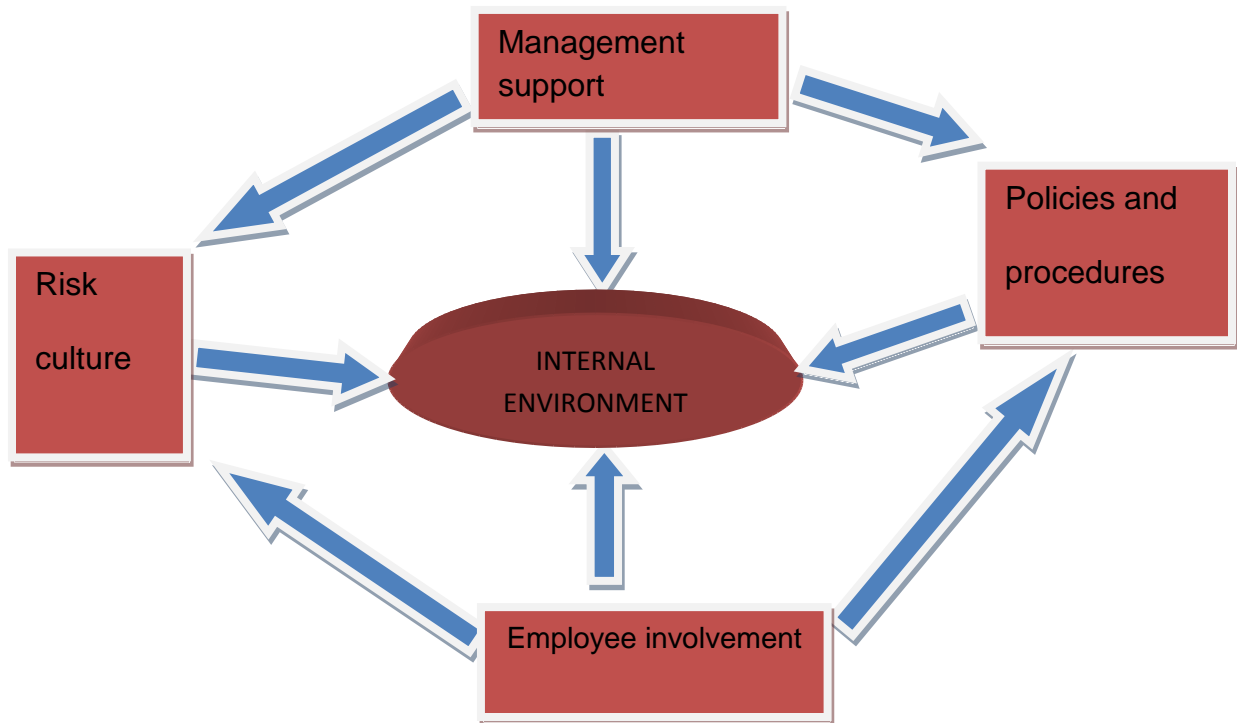 Management
support
Policies and
procedures
Risk
culture
INTERNAL
ENVIRONMENT
Employee involvement